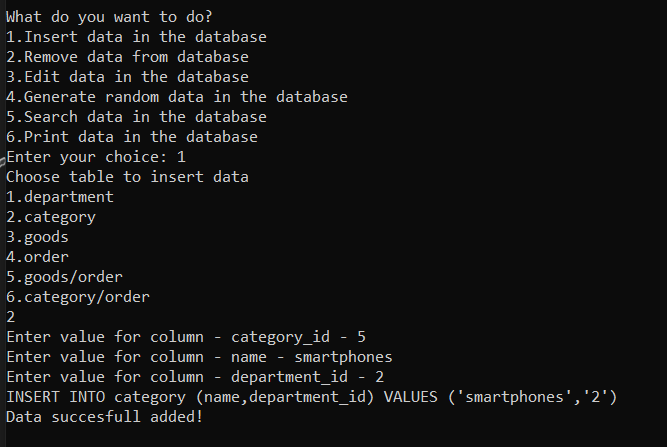 What do you want to do?
1.Insert data in the database
2.Remove data from database
3.Edit data in the database
4.Generate random data in the database
5.Search data in the database
6.Print data in the database
Enter your choice: 1
Choose table to insert data
1.department
2.category
3.goods
4.order
5.goods/order
6.category/order
2
Enter value for column - category_id - 5
Enter value for column - name - smartphones
Enter value for column - department_id - 2
INSERT INTO category (name,department_id) VALUES ('smartphones','2')
Data succesfull added!